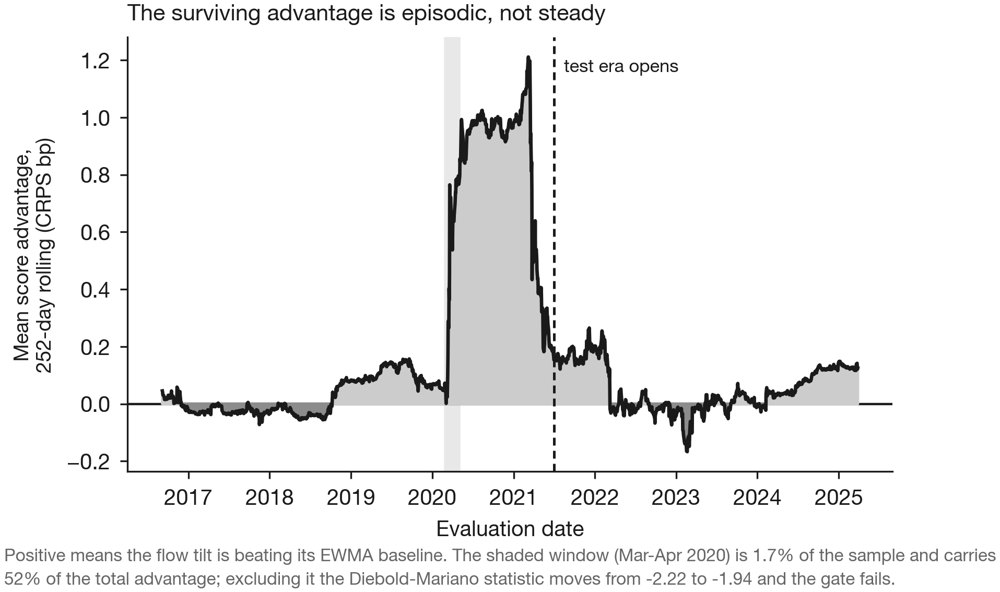 The surviving advantage is episodic, not steady
test era opens
Mean score advantage,
252-day rolling (CRPS bp)
1.2
1.0
0.8
0.6
0.4
0.2
0.0
−0.2
2017
2018
2019
2020
2021
2022
2023
2024
2025
Evaluation date
Positive means the flow tilt is beating its EWMA baseline. The shaded window (Mar-Apr 2020) is 1.7% of the sample and carries
52% of the total advantage; excluding it the Diebold-Mariano statistic moves from -2.22 to -1.94 and the gate fails.